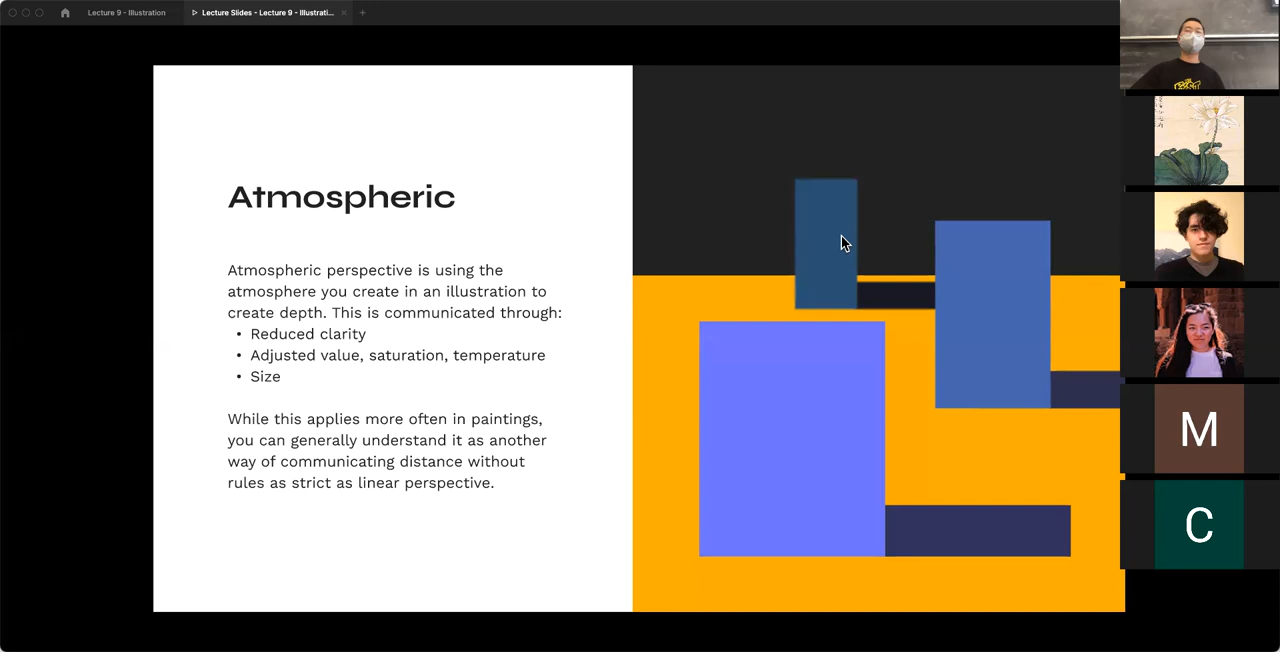 Lecture 9 - Illustration
Lecture Slides - Lecture 9 - Illustrati...
Atmospheric
Atmospheric perspective is using the
atmosphere you create in an illustration to
create depth. This is communicated through:
• Reduced clarity
• Adjusted value, saturation, temperature
• Size
While this applies more often in paintings,
you can generally understand it as another
way of communicating distance without
rules as strict as linear perspective.
M
C